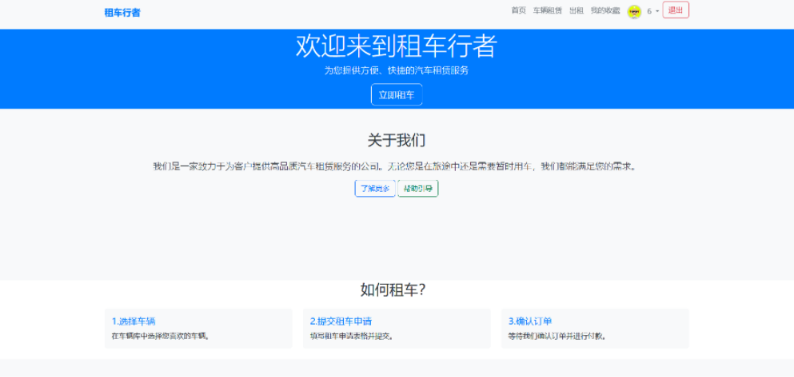 租车行者
首页 车辆租赁 出租 我的收藏 6 退出
欢迎来到租车行者
为您提供方便、快捷的汽车租赁服务
立即租车
关于我们
我们是一家致力于为客户提供高品质汽车租赁服务的公司。无论您是在旅途中还是需要暂时用车，我们都能满足您的需求。
了解更多 帮助引导
如何租车？
1.选择车辆
在车辆库中选择您喜欢的车辆。
2.提交租车申请
填写租车申请表格并提交。
3.确认订单
等待我们确认订单并进行付款。